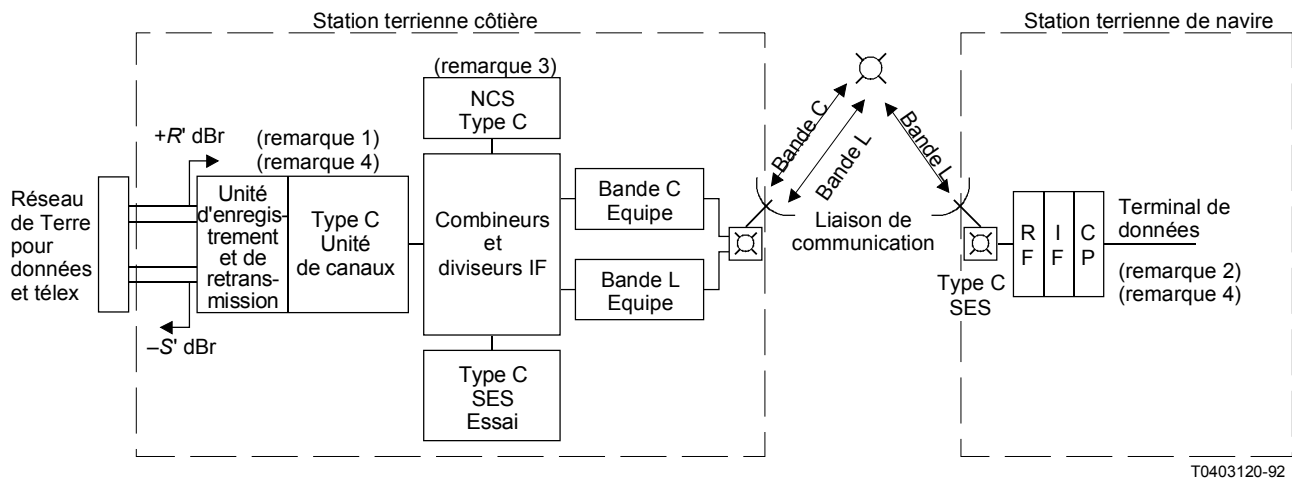 Station terrienne côtière
Station terrienne de navire
(remarque 3)
NCS
Type C
+R' dBr
(remarque 1)
(remarque 4)
Réseau
de Terre
pour
données
et télex
Unité
d'enregis-
trement
et de
retrans-
mission
Type C
Unité
de canaux
Combineurs
et
diviseurs IF
Bande C
Equipe
Bande L
Equipe
–S' dBr
Type C
SES
Essai
Bande C
Bande L
Bande L
Liaison de
communication
Type C
SES
R F
I F
C P
Terminal de
données
(remarque 2)
(remarque 4)
T0403120-92